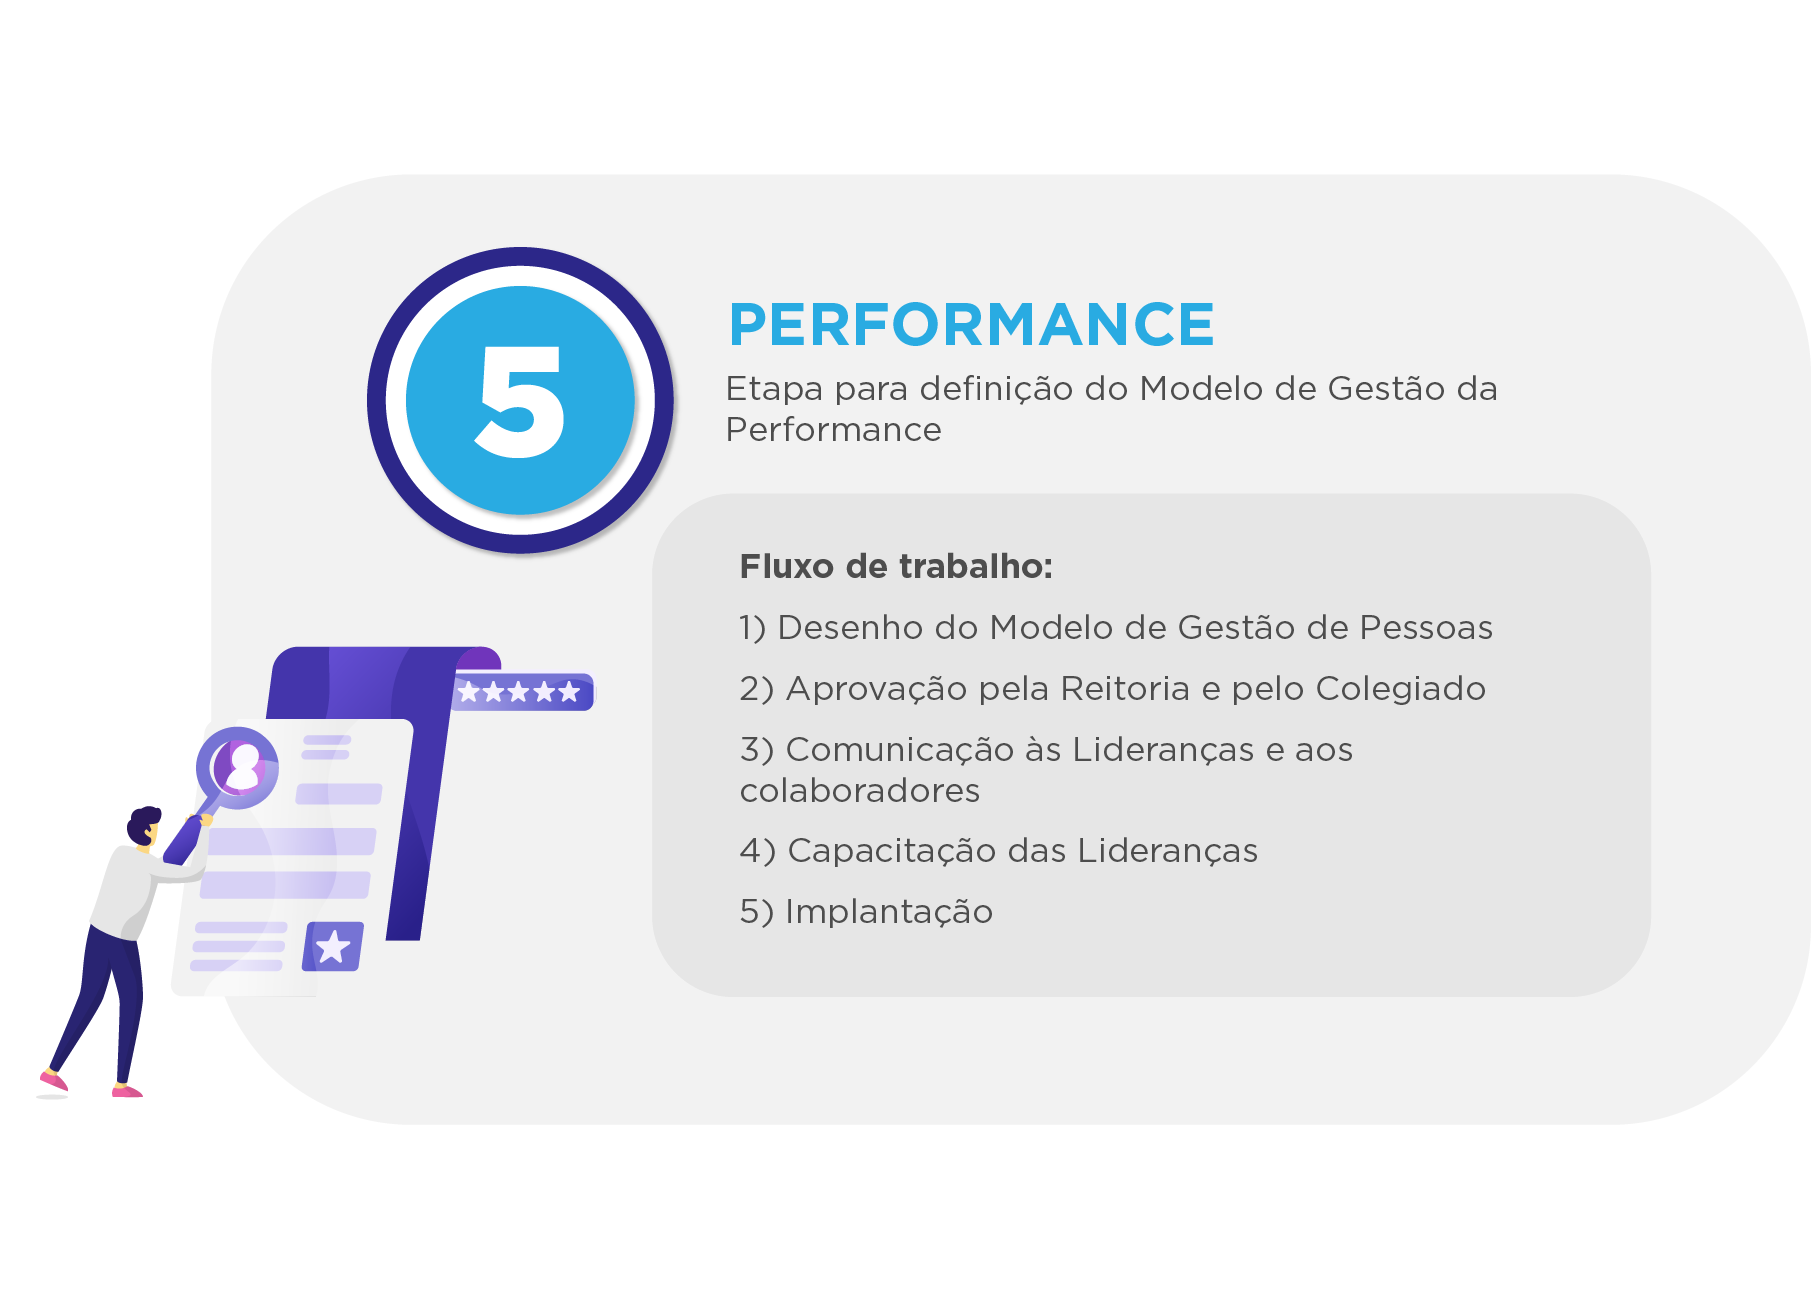 5
PERFORMANCE
Etapa para definição do Modelo de Gestão da
Performance
Fluxo de trabalho:
1) Desenho do Modelo de Gestão de Pessoas
2) Aprovação pela Reitoria e pelo Colegiado
3) Comunicação às Lideranças e aos
colaboradores
4) Capacitação das Lideranças
5) Implantação